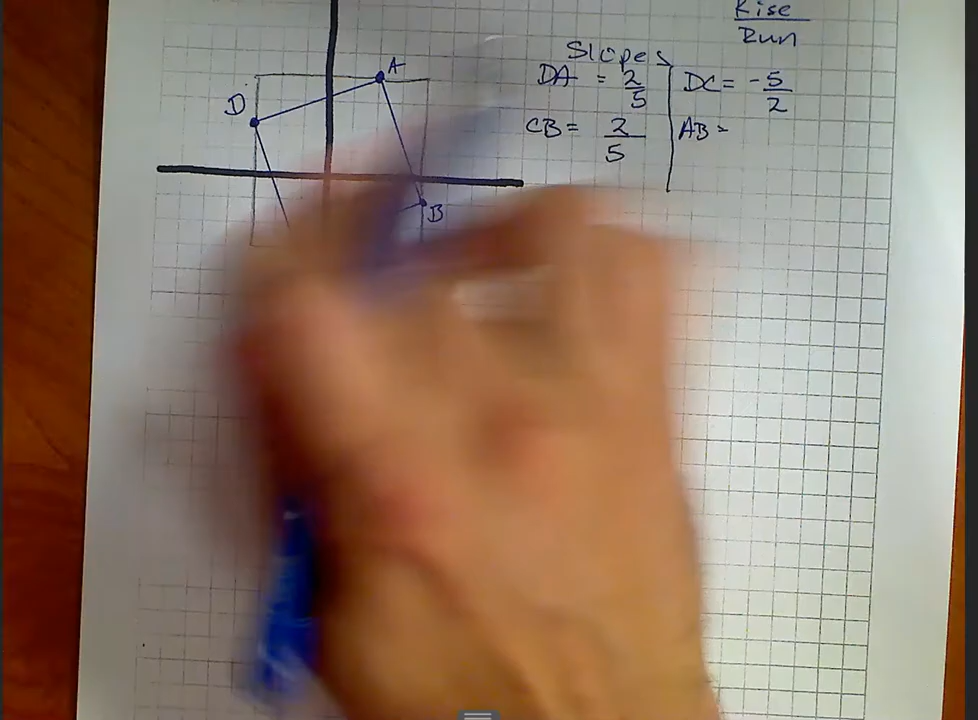 Rise
Run
Slopes
DA = 2/5
DC = -5/2
CB = 2/5
AB =
A
D
B